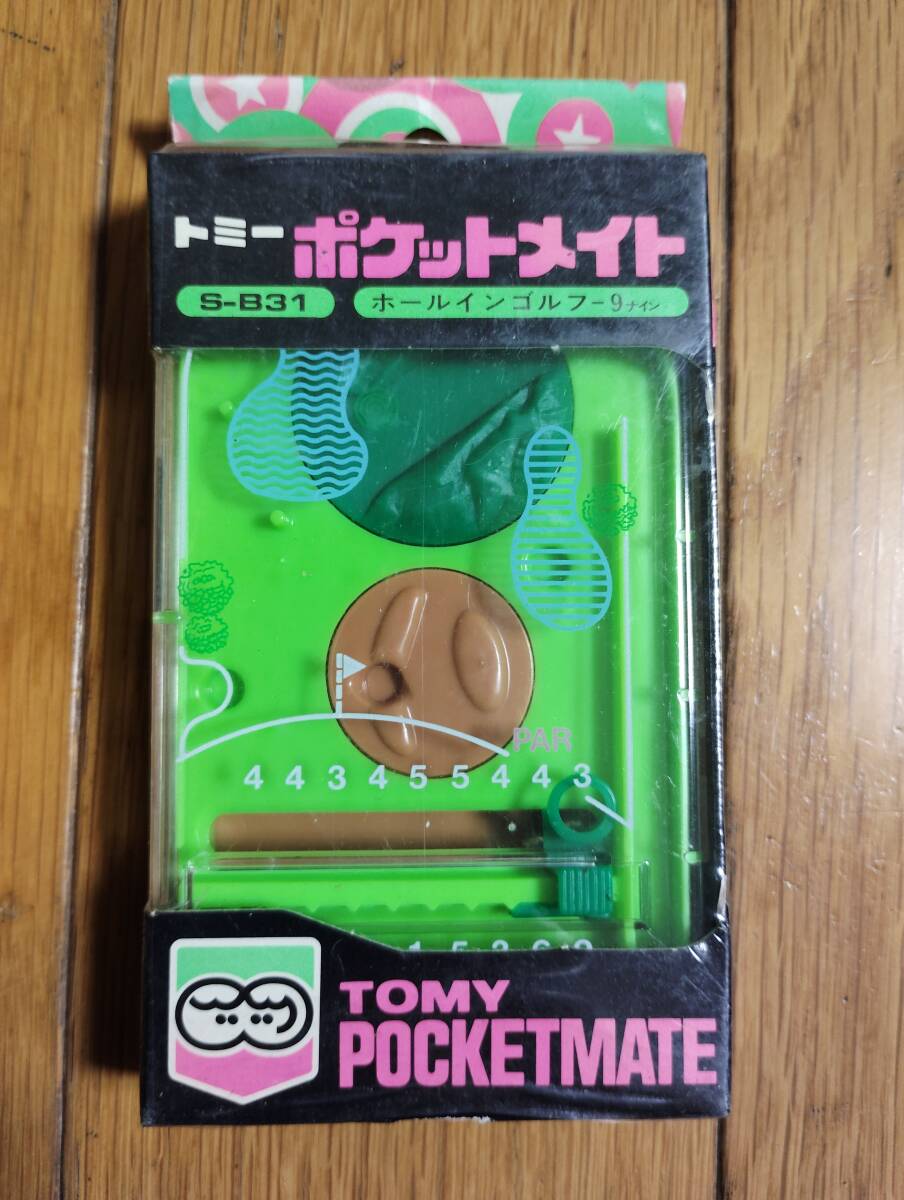 トミー ポケットメイト
S-B31 ホールインゴルフ-9ナイン
PAR
4 4 3 4 5 5 4 4 3
TOMY
POCKETMATE